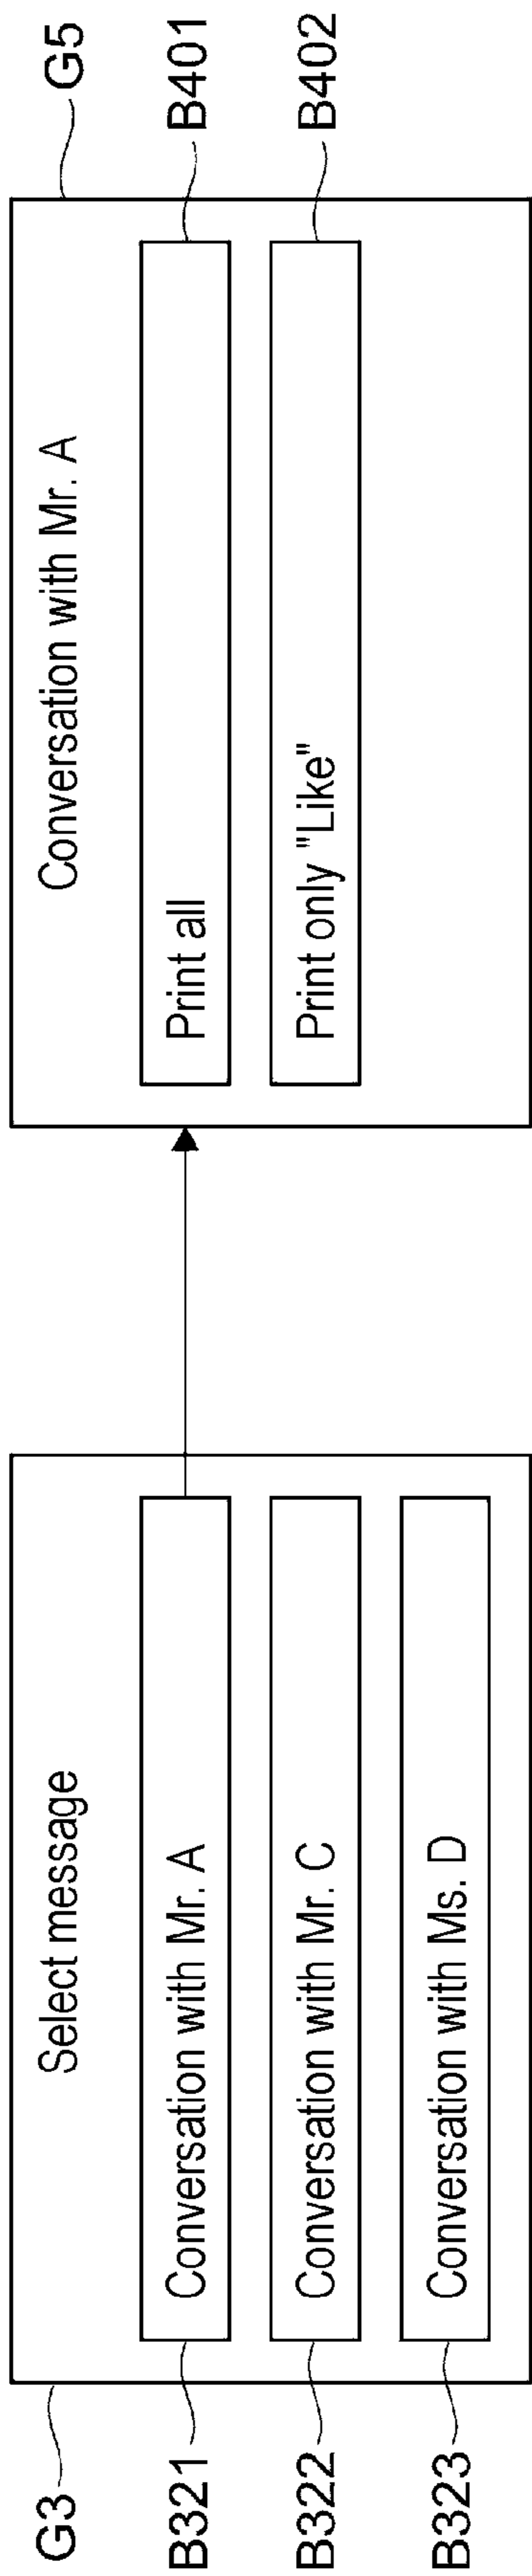 G3
Select message
B321
Conversation with Mr. A
B322
Conversation with Mr. C
B323
Conversation with Ms. D
G5
Conversation with Mr. A
B401
Print all
B402
Print only "Like"